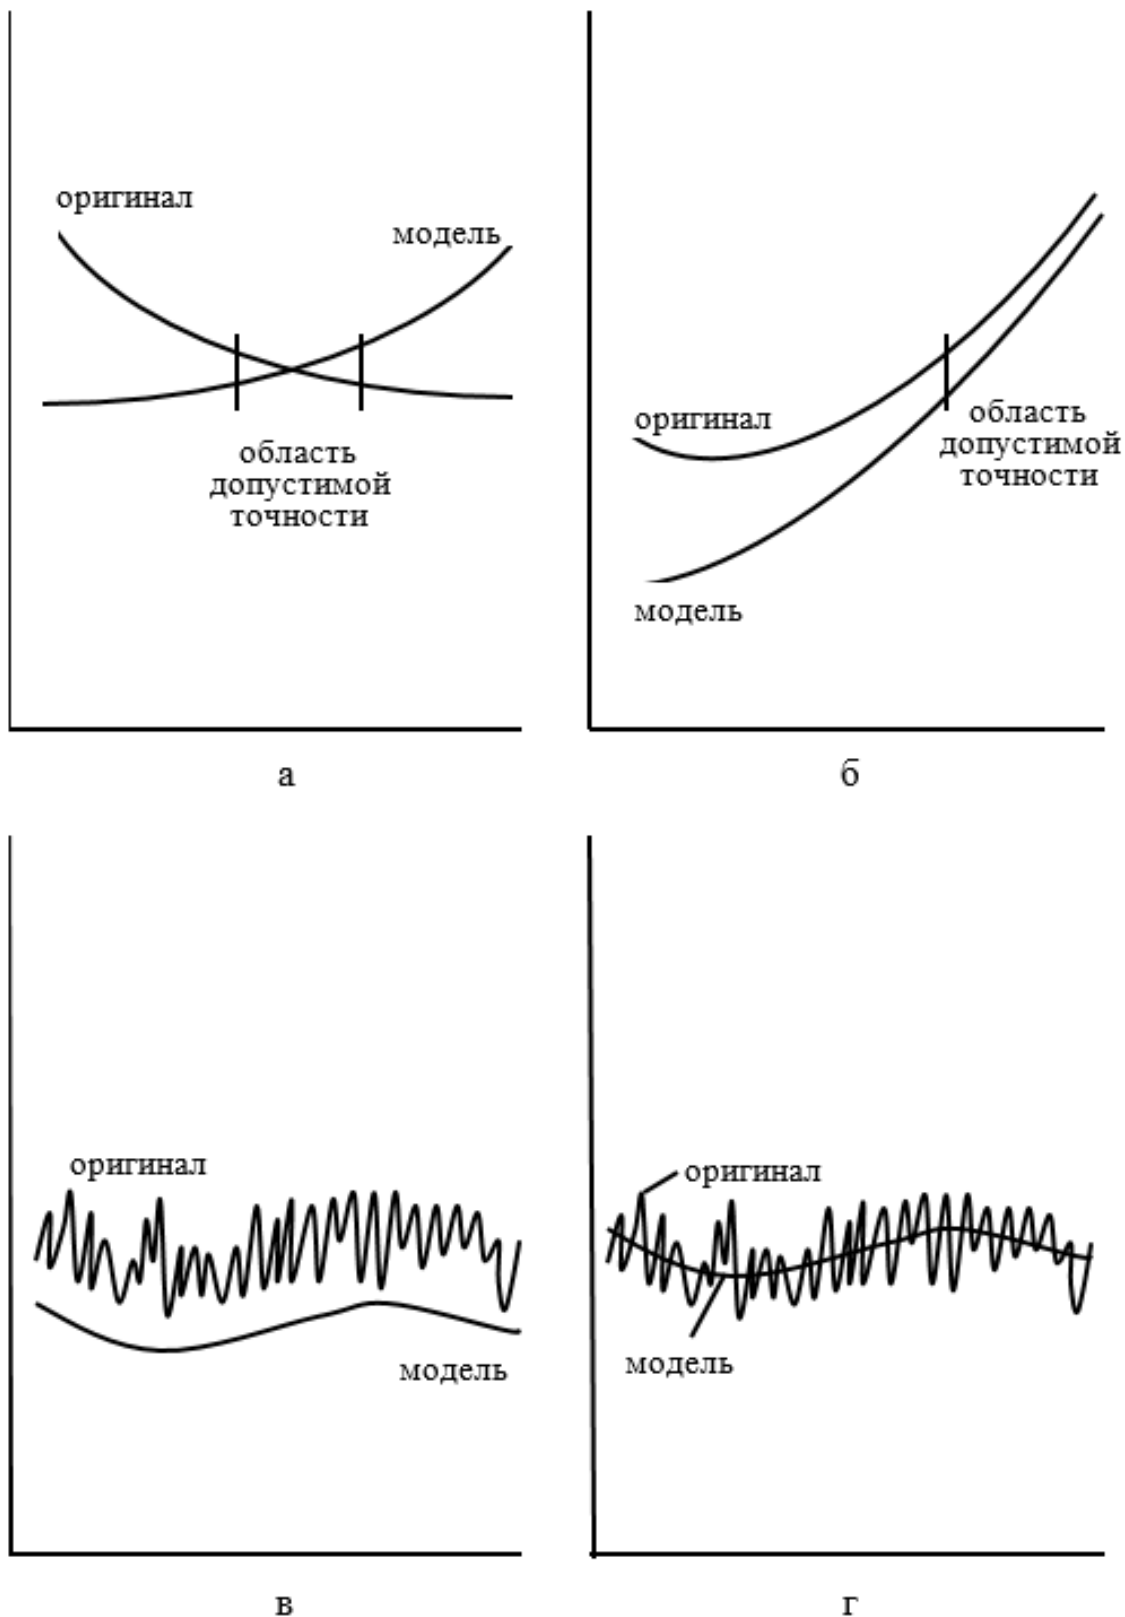 оригинал
модель
область
допустимой
точности
а
оригинал
область
допустимой
точности
модель
б
оригинал
модель
в
оригинал
модель
г